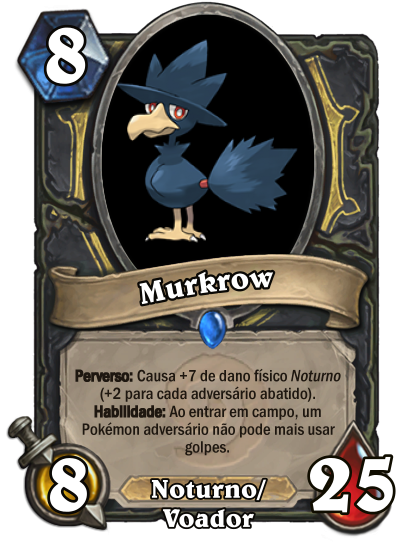 8
Murkrow
Perverso: Causa +7 de dano físico Noturno
(+2 para cada adversário abatido).
Habilidade: Ao entrar em campo, um
Pokémon adversário não pode mais usar
golpes.
8
Noturno/
Voador
25